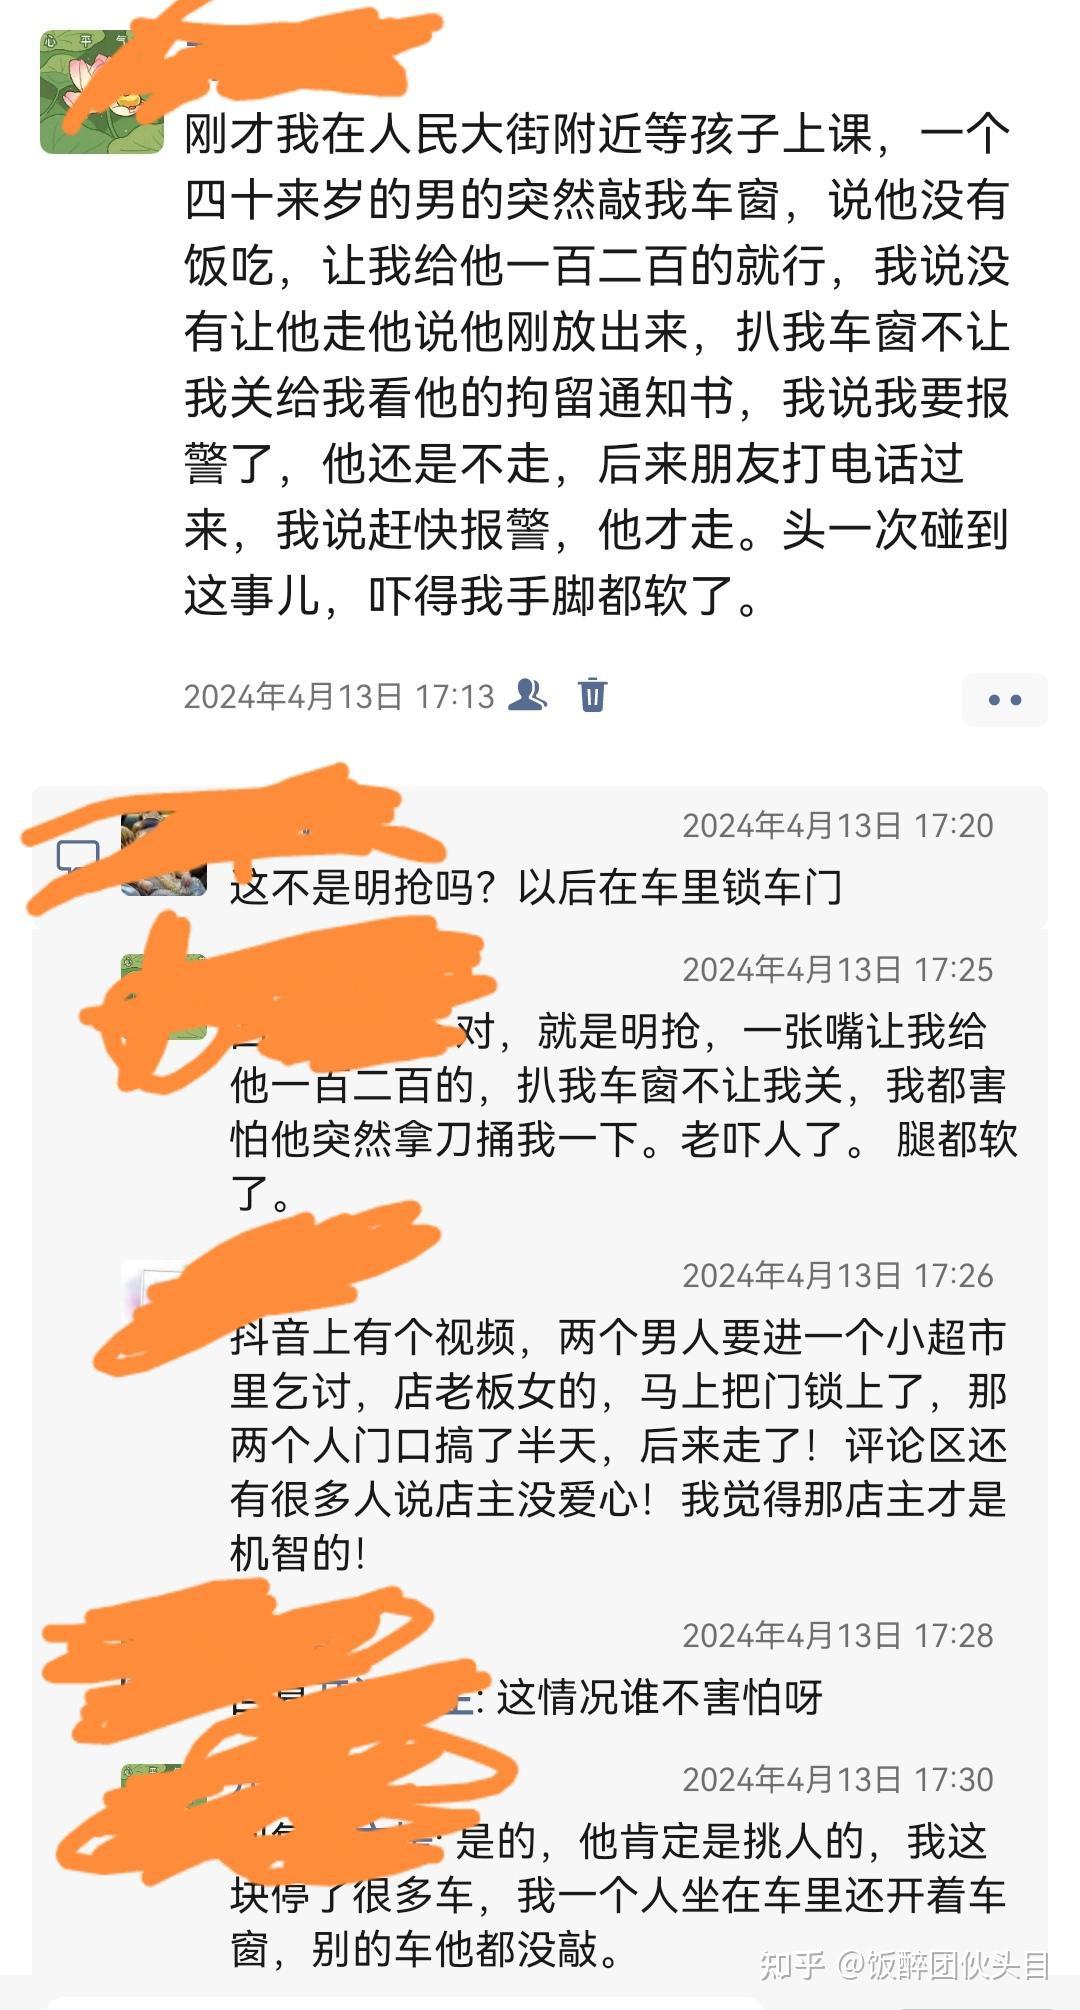 心 平 气
刚才我在人民大街附近等孩子上课，一个
四十来岁的男的突然敲我车窗，说他没有
饭吃，让我给他一百二百的就行，我说没
有让他走他说他刚放出来，扒我车窗不让
我关给我看他的拘留通知书，我说我要报
警了，他还是不走，后来朋友打电话过
来，我说赶快报警，他才走。头一次碰到
这事儿，吓得我手脚都软了。
2024年4月13日 17:13
2024年4月13日 17:20
这不是明抢吗？以后在车里锁车门
2024年4月13日 17:25
对，就是明抢，一张嘴让我给
他一百二百的，扒我车窗不让我关，我都害
怕他突然拿刀捅我一下。老吓人了。 腿都软
了。
2024年4月13日 17:26
抖音上有个视频，两个男人要进一个小超市
里乞讨，店老板女的，马上把门锁上了，那
两个人门口搞了半天，后来走了！评论区还
有很多人说店主没爱心！我觉得那店主才是
机智的！
2024年4月13日 17:28
: 这情况谁不害怕呀
2024年4月13日 17:30
: 是的，他肯定是挑人的，我这
块停了很多车，我一个人坐在车里还开着车
窗，别的车他都没敲。
知乎 @饭醉团伙头目